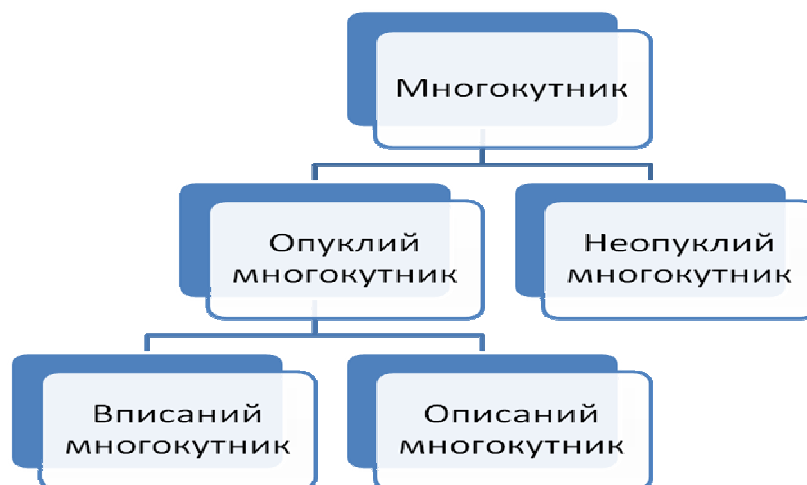 Многокутник
Опуклий
многокутник
Неопуклий
многокутник
Вписаний
многокутник
Описаний
многокутник